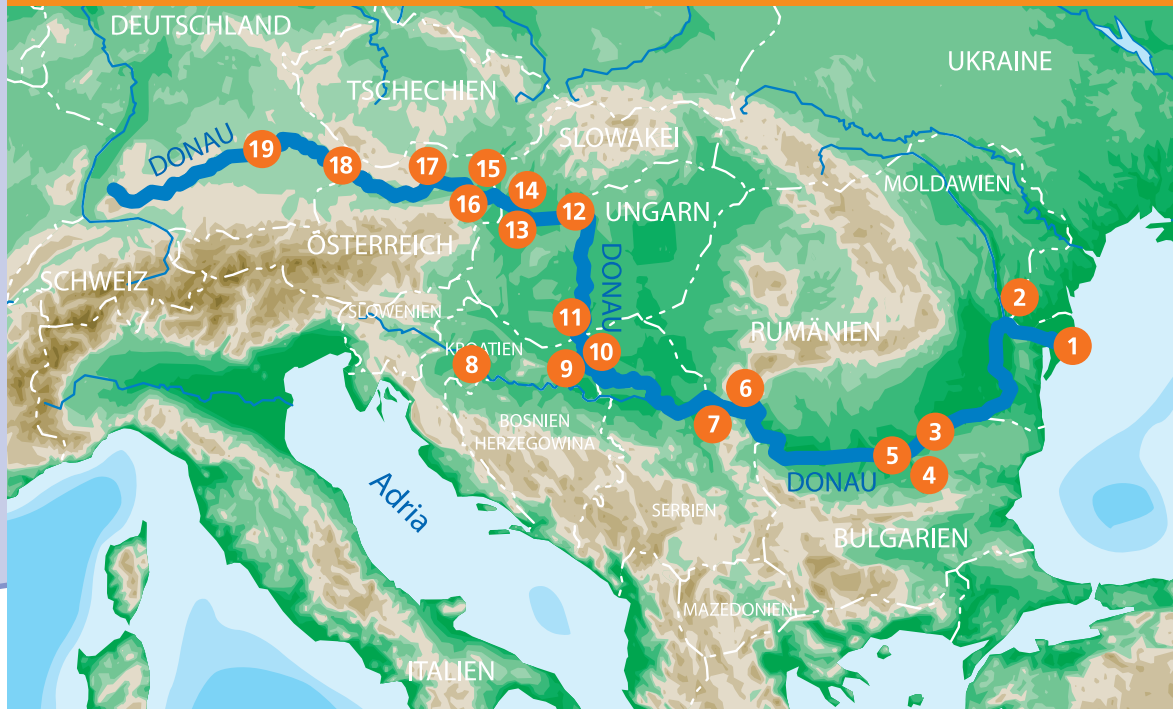 DEUTSCHLAND
UKRAINE
TSCHECHIEN
SLOWAKEI
DONAU
19
18
17
15
16
14
13
12
UNGARN
MOLDAWIEN
ÖSTERREICH
SCHWEIZ
DONAU
SLOWENIEN
2
11
RUMÄNIEN
1
KROATIEN
8
9
10
6
7
BOSNIEN
HERZEGOWINA
3
5
4
DONAU
Adria
SERBIEN
BULGARIEN
MAZEDONIEN
ITALIEN